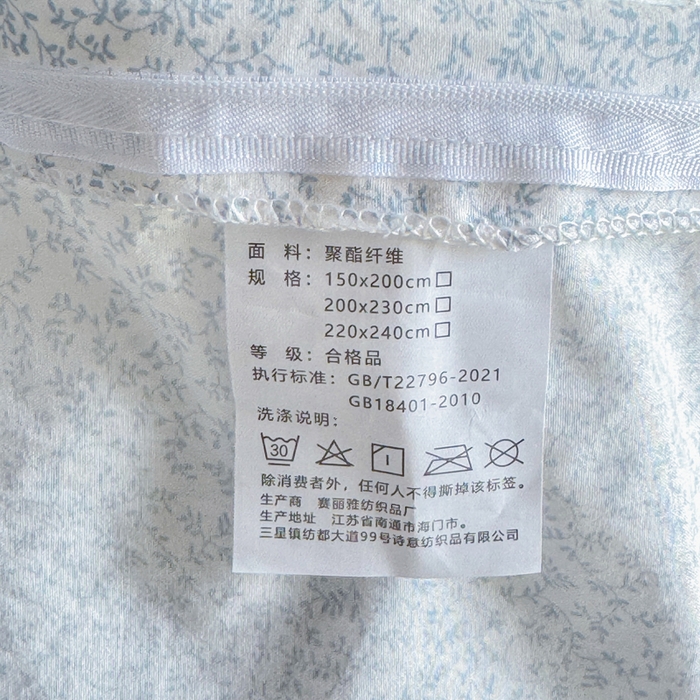 面 料：聚酯纤维
规 格：150x200cm□
200x230cm□
220x240cm□
等 级：合格品
执行标准：GB/T22796-2021
GB18401-2010
洗涤说明：
30
除消费者外，任何人不得撕掉该标签。
生产商 赛丽雅纺织品厂
生产地址 江苏省南通市海门市。
三星镇纺都大道99号诗意纺织品有限公司